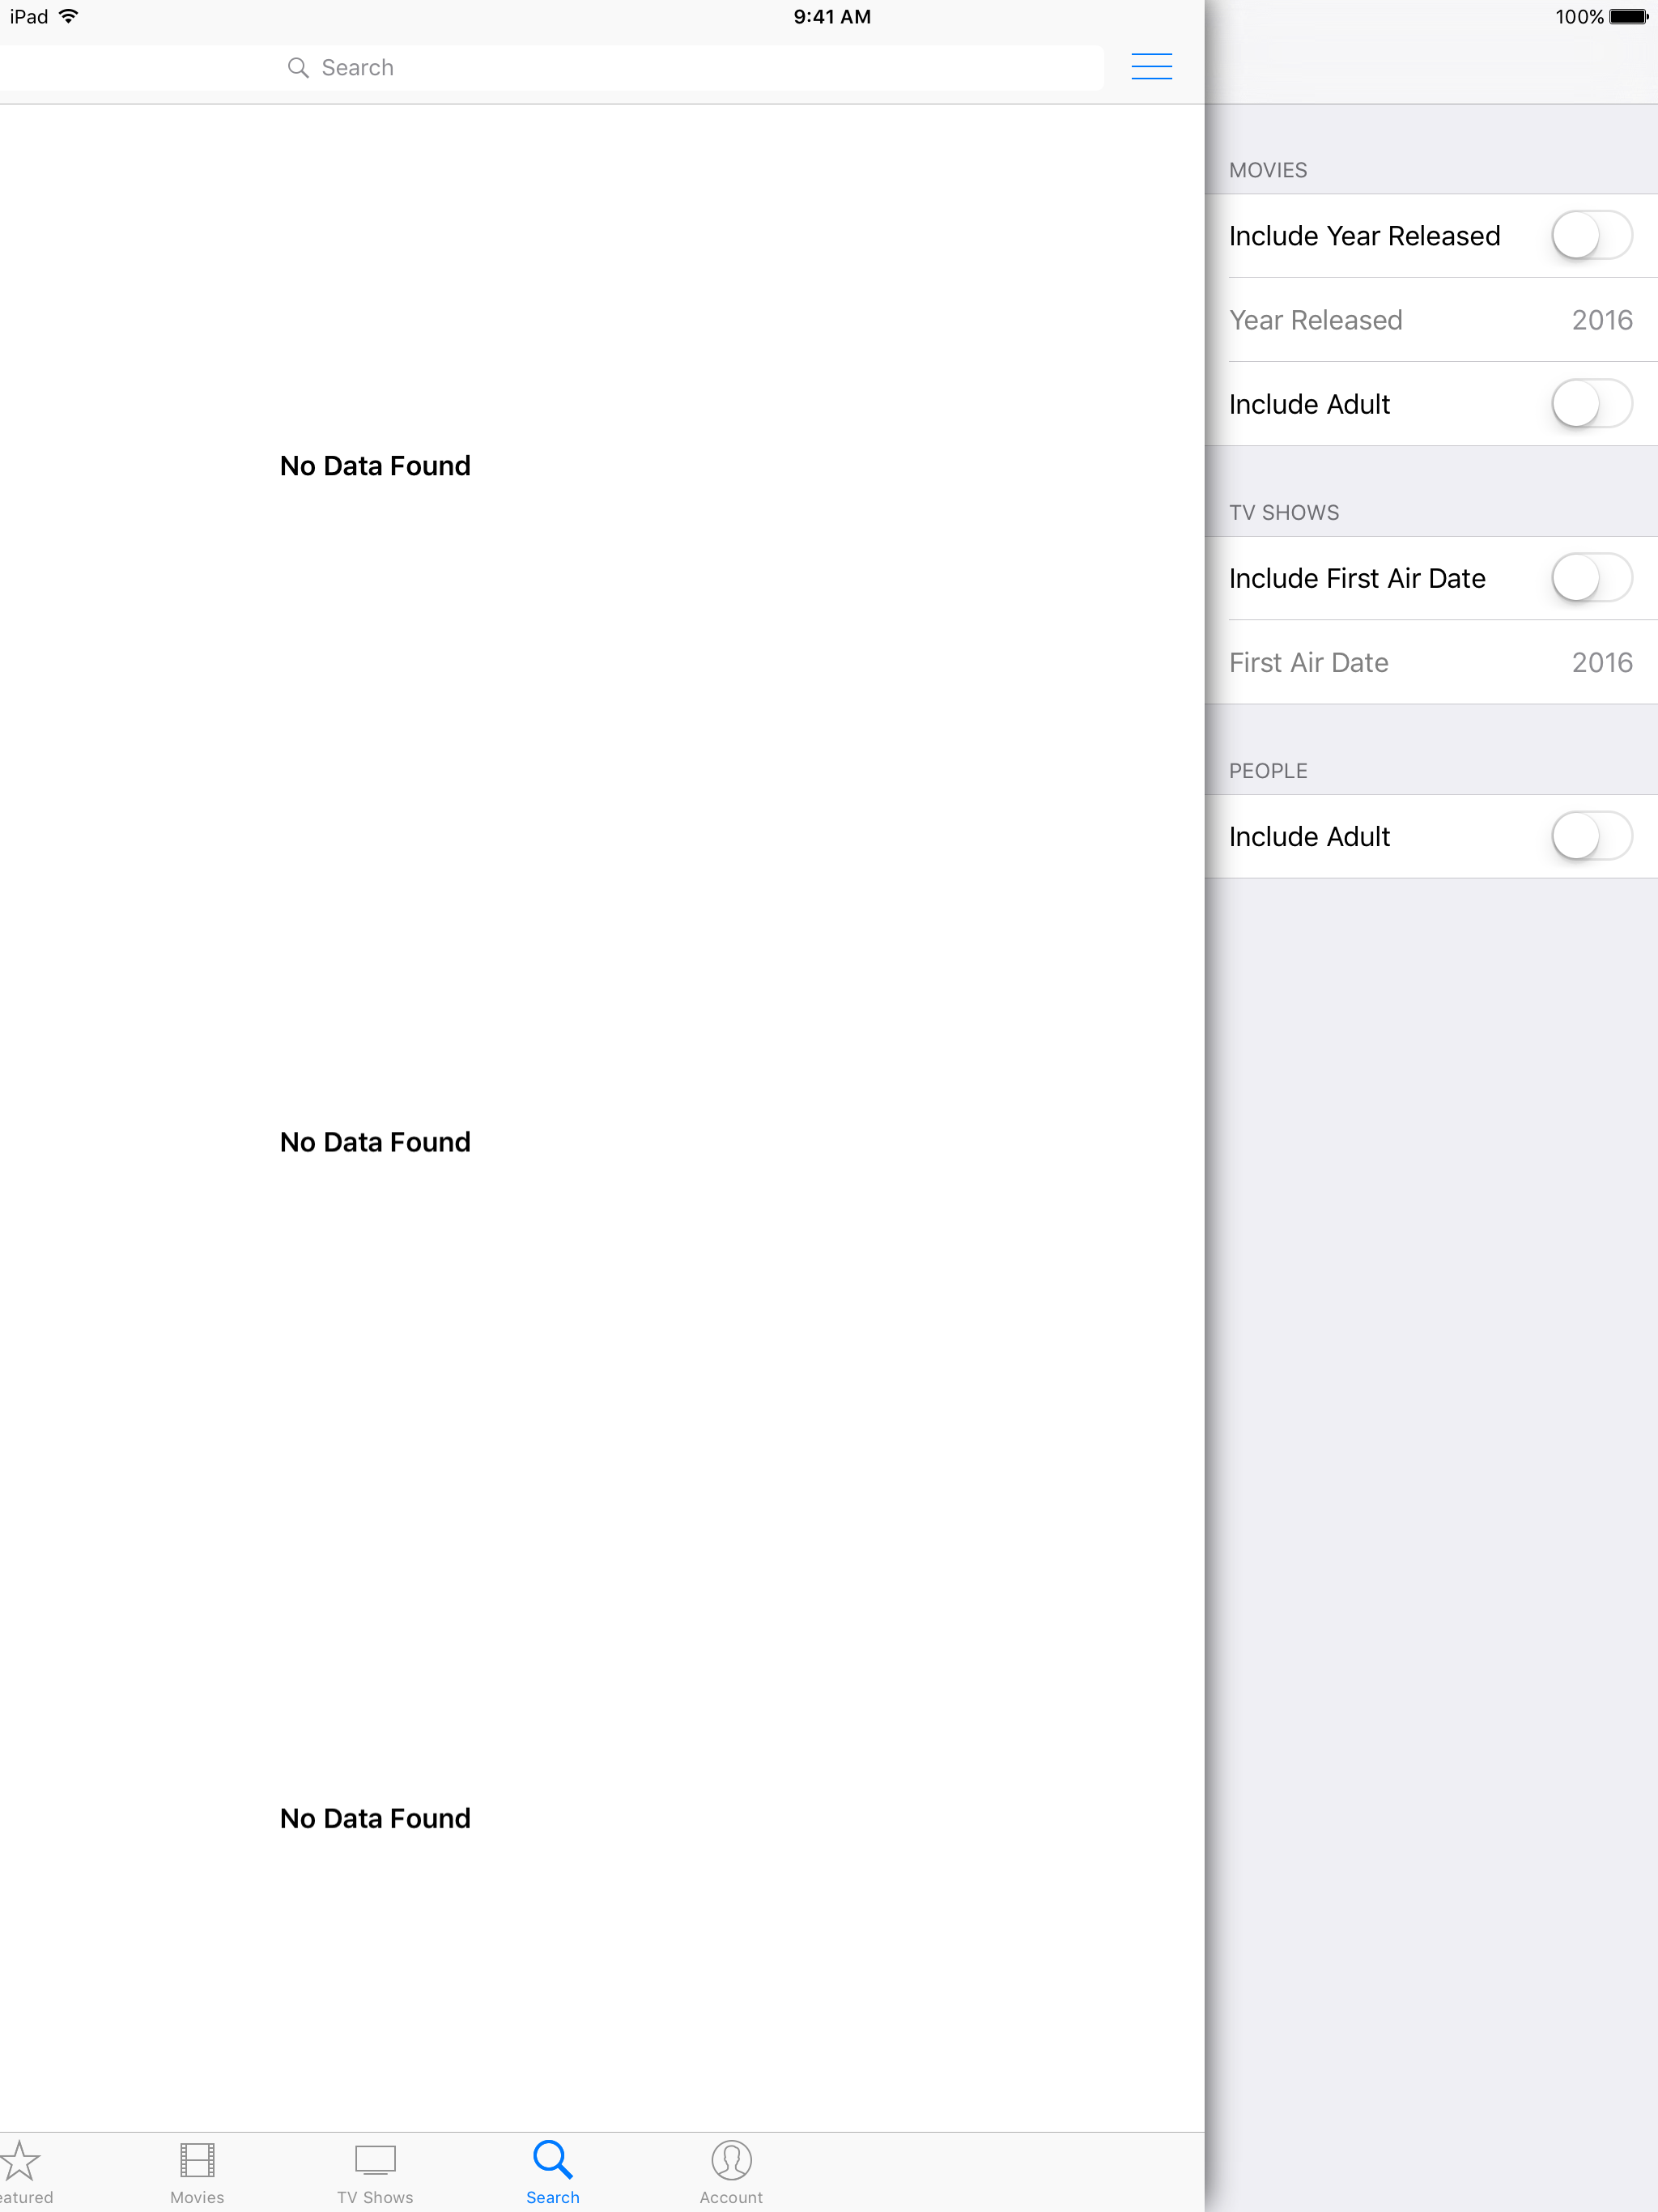 iPad 9:41 AM 100%
Search
MOVIES
Include Year Released
Year Released 2016
Include Adult
No Data Found
TV SHOWS
Include First Air Date
First Air Date 2016
PEOPLE
Include Adult
No Data Found
No Data Found
eatured Movies TV Shows Search Account